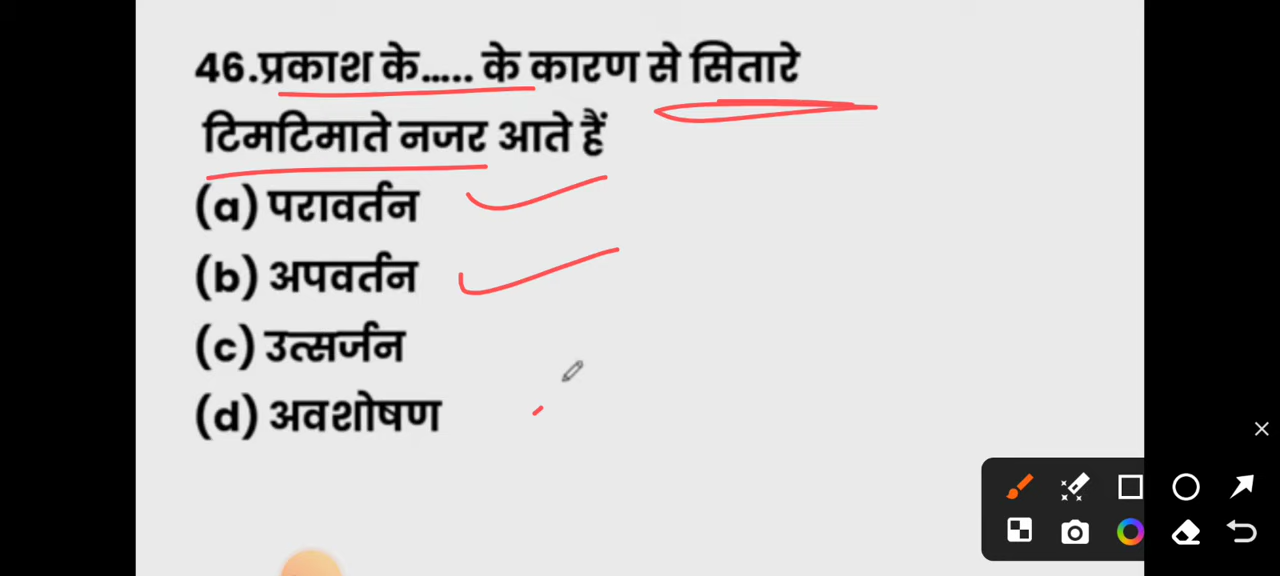 46.प्रकाश के..... के कारण से सितारे
टिमटिमाते नजर आते हैं
(a) परावर्तन
(b) अपवर्तन
(c) उत्सर्जन
(d) अवशोषण